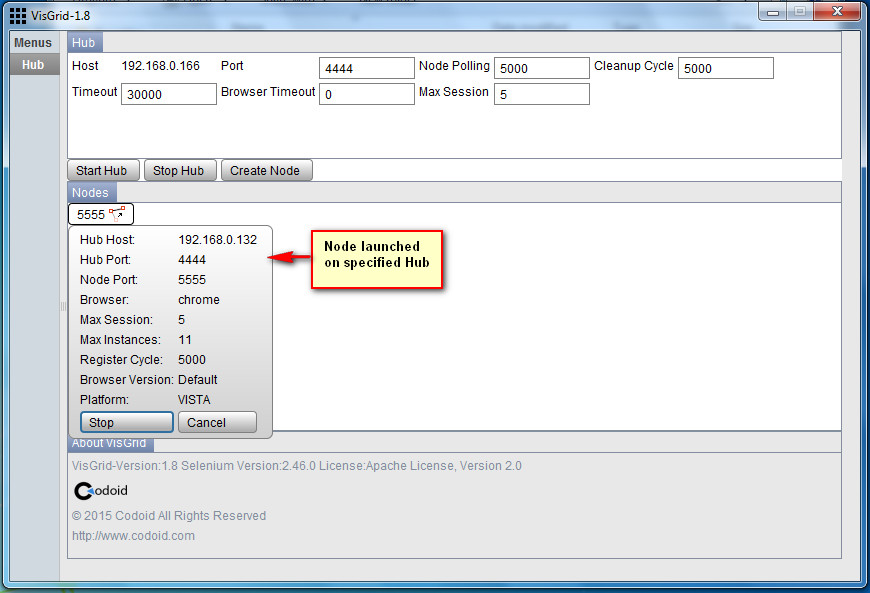 VisGrid-1.8
Menus
Hub
Hub
Host 192.168.0.166 Port 4444 Node Polling 5000 Cleanup Cycle 5000
Timeout 30000 Browser Timeout 0 Max Session 5
Start Hub Stop Hub Create Node
Nodes
5555
Hub Host: 192.168.0.132
Hub Port: 4444
Node Port: 5555
Browser: chrome
Max Session: 5
Max Instances: 11
Register Cycle: 5000
Browser Version: Default
Platform: VISTA
Stop Cancel
Node launched
on specified Hub
About VisGrid
VisGrid-Version:1.8 Selenium Version:2.46.0 License:Apache License, Version 2.0
Codoid
© 2015 Codoid All Rights Reserved
http://www.codoid.com